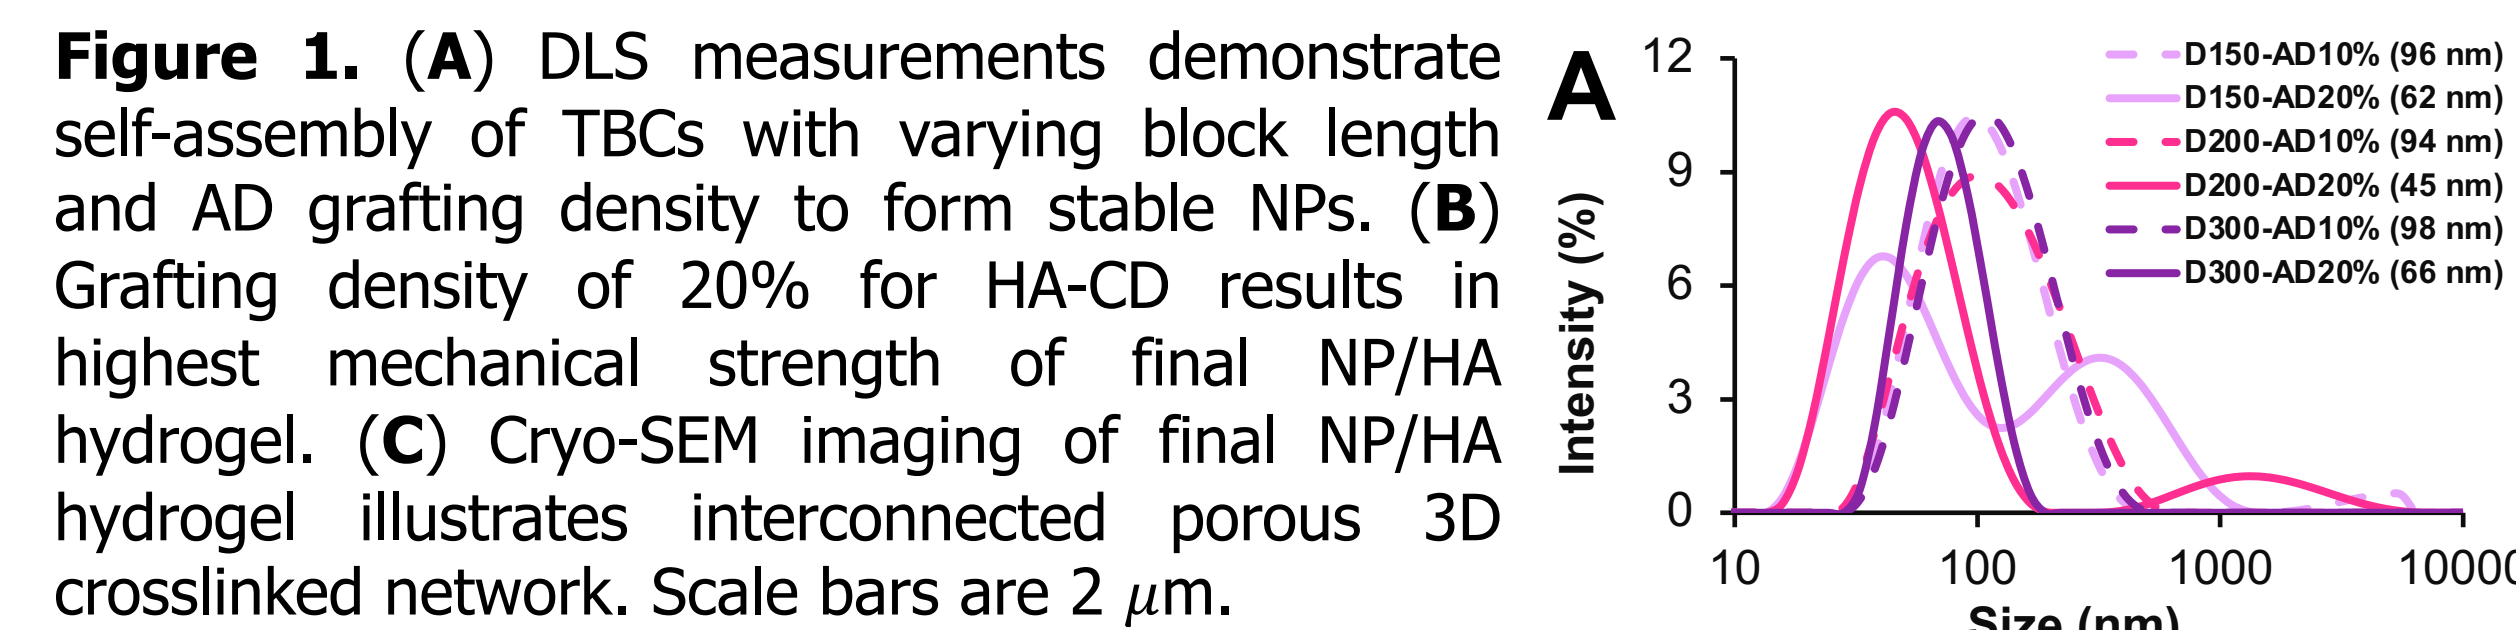 Figure 1. (A) DLS measurements demonstrate
self-assembly of TBCs with varying block length
and AD grafting density to form stable NPs. (B)
Grafting density of 20% for HA-CD results in
highest mechanical strength of final NP/HA
hydrogel. (C) Cryo-SEM imaging of final NP/HA
hydrogel illustrates interconnected porous 3D
crosslinked network. Scale bars are 2 μm.
A
Intensity (%)
12
9
6
3
0
D150-AD10% (96 nm)
D150-AD20% (62 nm)
D200-AD10% (94 nm)
D200-AD20% (45 nm)
D300-AD10% (98 nm)
D300-AD20% (66 nm)
10 100 1000 10000
Size (nm)